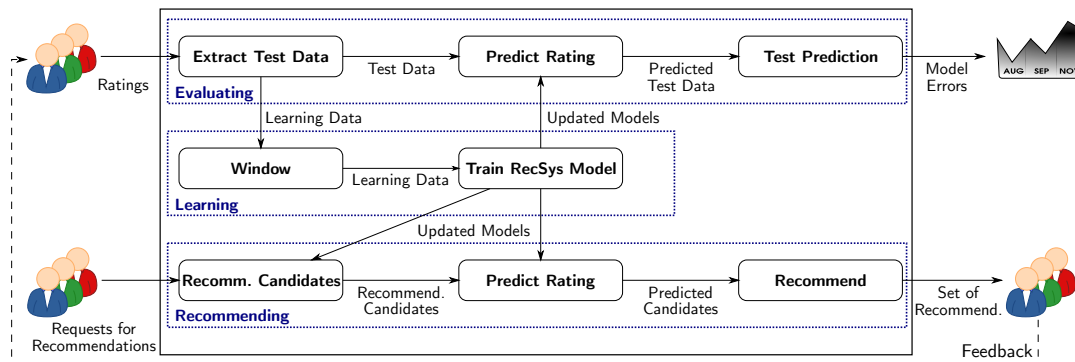 Extract Test Data
Predict Rating
Test Prediction
Ratings
Test Data
Predicted
Test Data
Model
Errors
AUG SEP NOV
Evaluating
Learning Data
Updated Models
Window
Train RecSys Model
Learning Data
Learning
Updated Models
Recomm. Candidates
Predict Rating
Recommend
Requests for
Recommendations
Recommend.
Candidates
Predicted
Candidates
Set of
Recommend.
Recommending
Feedback